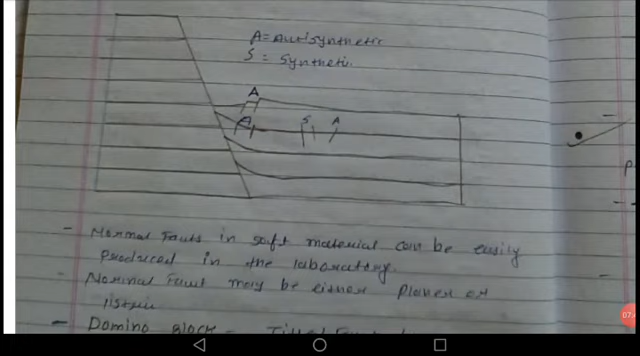 A = Antisynthetic
S = Synthetic
A
A S A
- Normal faults in soft material can be easily
produced in the laboratory.
- Normal Fault may be either Planer or
listric
- Domino Block -